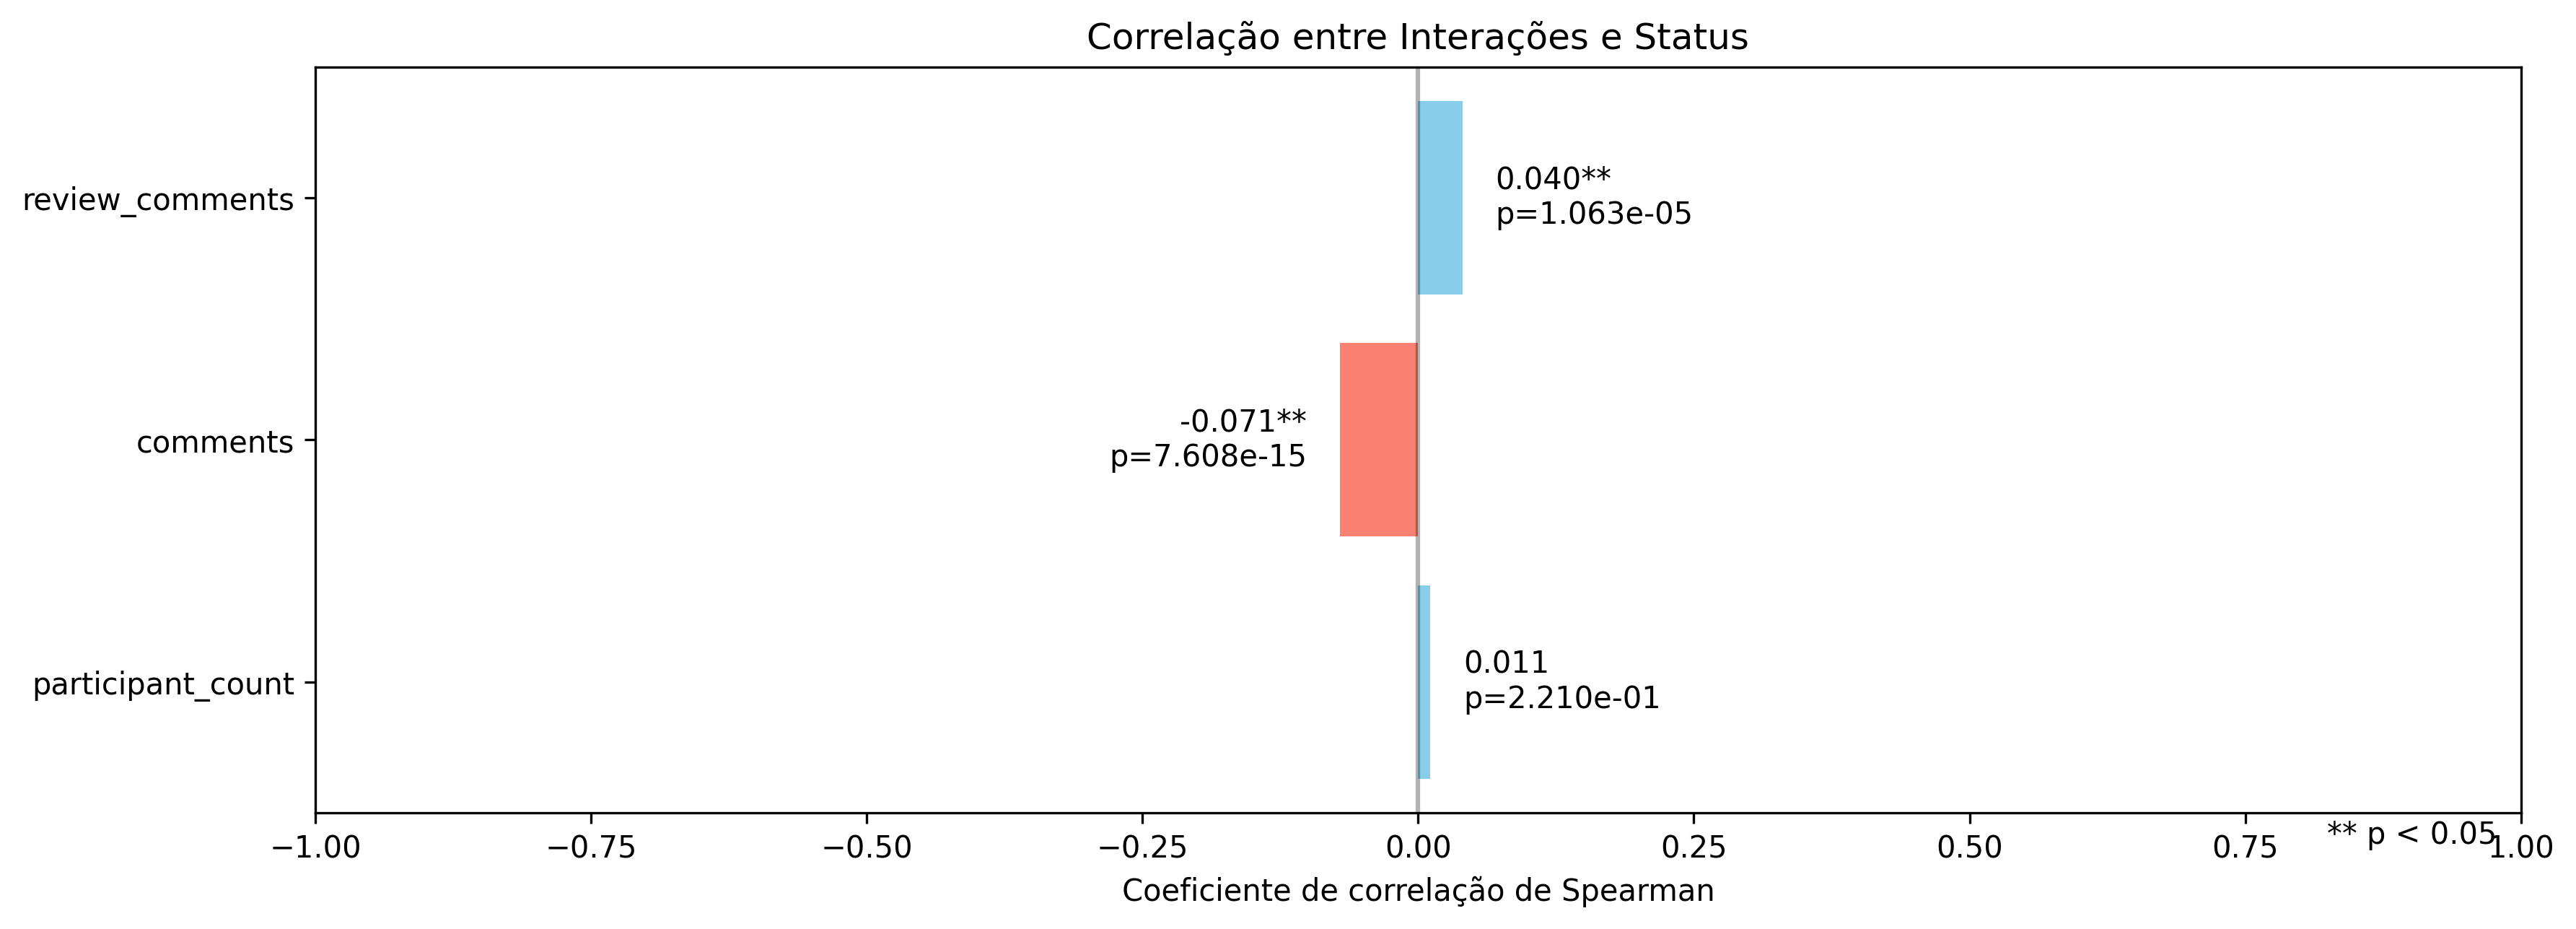 Correlação entre Interações e Status
review_comments
0.040**
p=1.063e-05
comments
-0.071**
p=7.608e-15
participant_count
0.011
p=2.210e-01
−1.00 −0.75 −0.50 −0.25 0.00 0.25 0.50 0.75 1.00
** p < 0.05
Coeficiente de correlação de Spearman